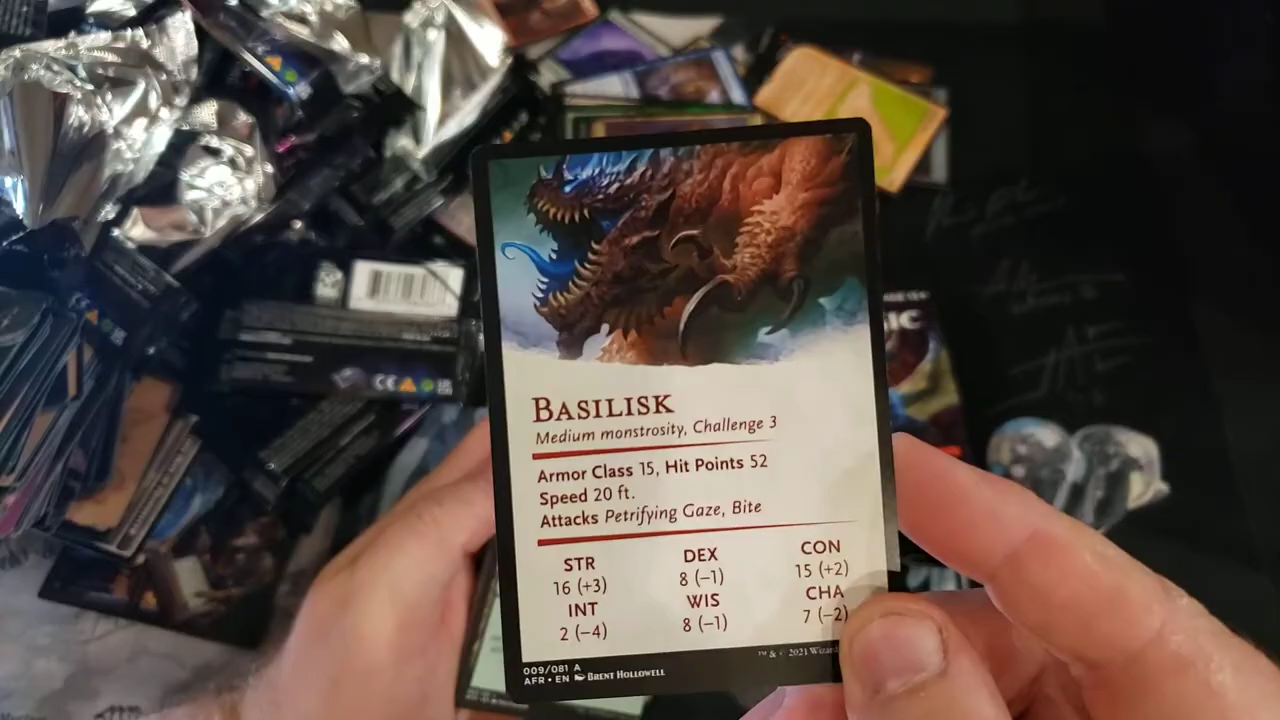 BASILISK
Medium monstrosity, Challenge 3
Armor Class 15, Hit Points 52
Speed 20 ft.
Attacks Petrifying Gaze, Bite
STR DEX CON
16 (+3) 8 (−1) 15 (+2)
INT WIS CHA
2 (−4) 8 (−1) 7 (−2)
009/081 A
™ & © 2021
AFR • EN BRENT HOLLOWELL
CE